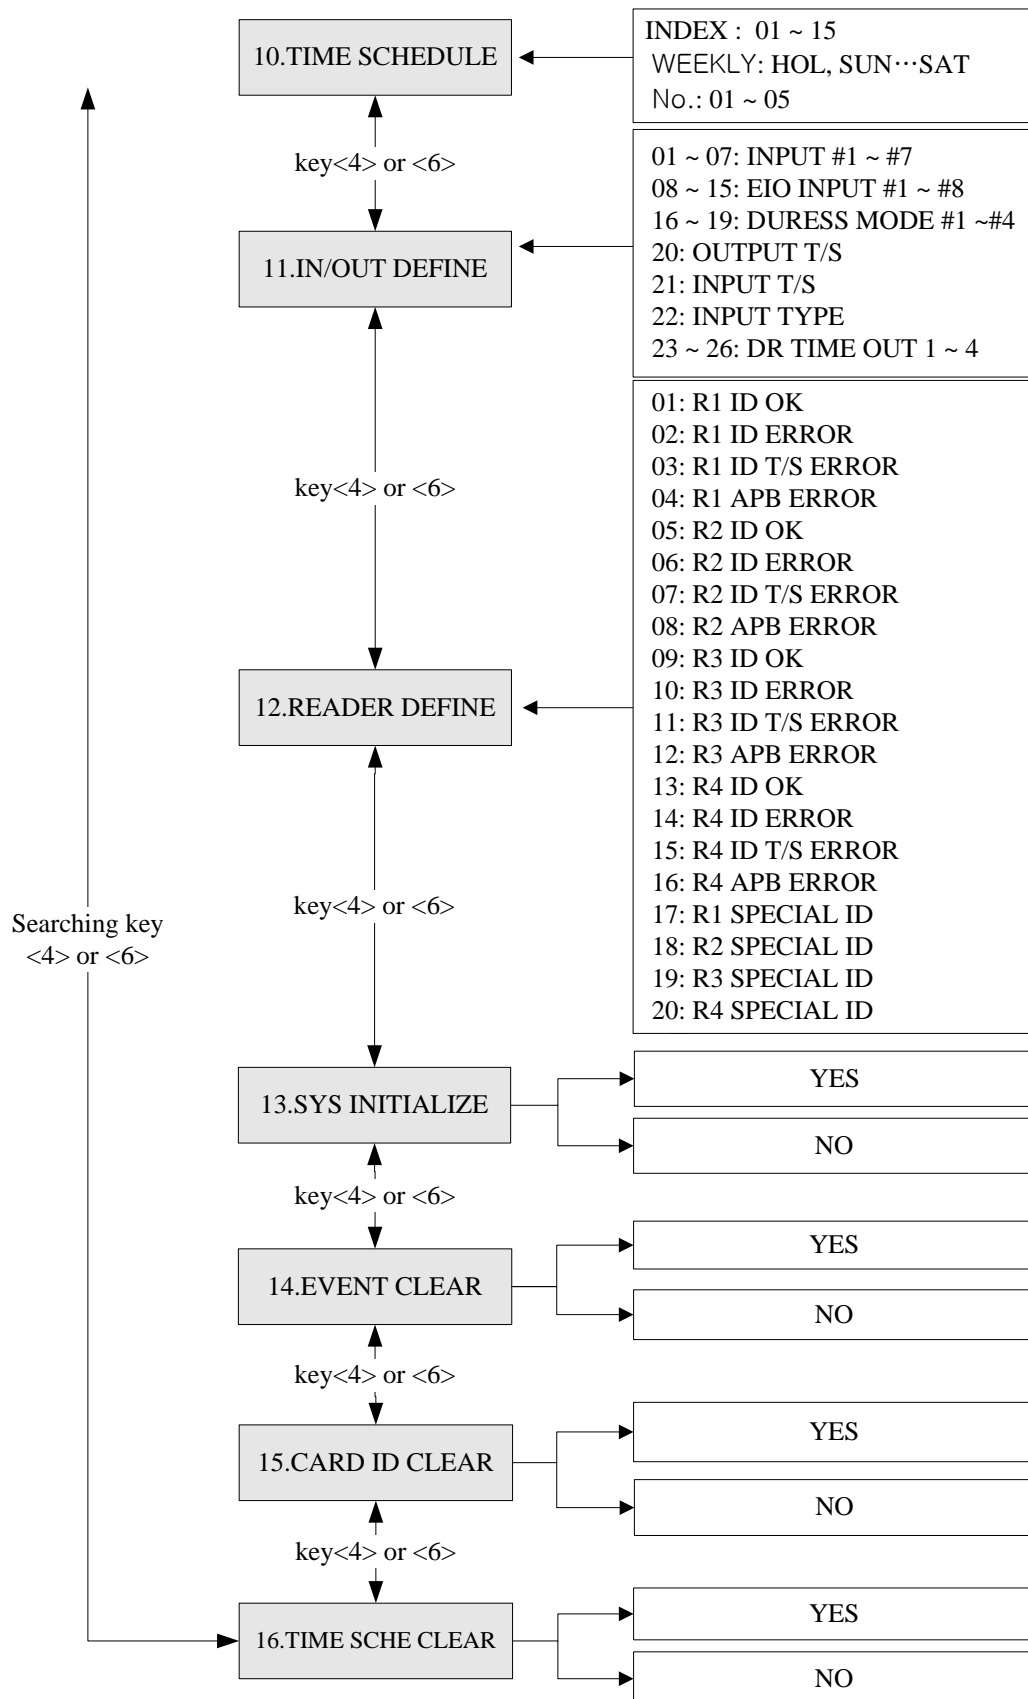 10.TIME SCHEDULE
INDEX : 01 ~ 15
WEEKLY: HOL, SUN···SAT
No.: 01 ~ 05
key<4> or <6>
11.IN/OUT DEFINE
01 ~ 07: INPUT #1 ~ #7
08 ~ 15: EIO INPUT #1 ~ #8
16 ~ 19: DURESS MODE #1 ~#4
20: OUTPUT T/S
21: INPUT T/S
22: INPUT TYPE
23 ~ 26: DR TIME OUT 1 ~ 4
key<4> or <6>
12.READER DEFINE
01: R1 ID OK
02: R1 ID ERROR
03: R1 ID T/S ERROR
04: R1 APB ERROR
05: R2 ID OK
06: R2 ID ERROR
07: R2 ID T/S ERROR
08: R2 APB ERROR
09: R3 ID OK
10: R3 ID ERROR
11: R3 ID T/S ERROR
12: R3 APB ERROR
13: R4 ID OK
14: R4 ID ERROR
15: R4 ID T/S ERROR
16: R4 APB ERROR
17: R1 SPECIAL ID
18: R2 SPECIAL ID
19: R3 SPECIAL ID
20: R4 SPECIAL ID
key<4> or <6>
Searching key
<4> or <6>
13.SYS INITIALIZE
YES
NO
key<4> or <6>
14.EVENT CLEAR
YES
NO
key<4> or <6>
15.CARD ID CLEAR
YES
NO
key<4> or <6>
16.TIME SCHE CLEAR
YES
NO